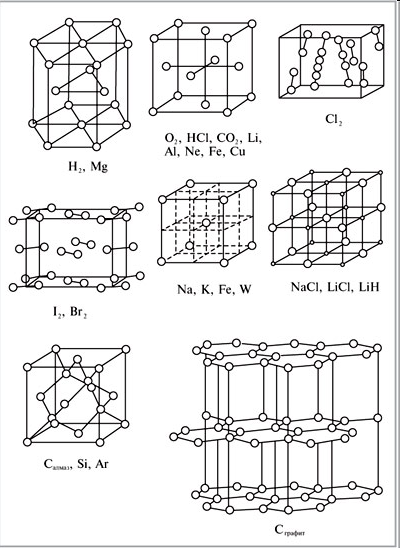 H₂, Mg
O₂, HCl, CO₂, Li,
Al, Ne, Fe, Cu
Cl₂
I₂, Br₂
Na, K, Fe, W
NaCl, LiCl, LiH
Cалмаз, Si, Ar
Cграфит